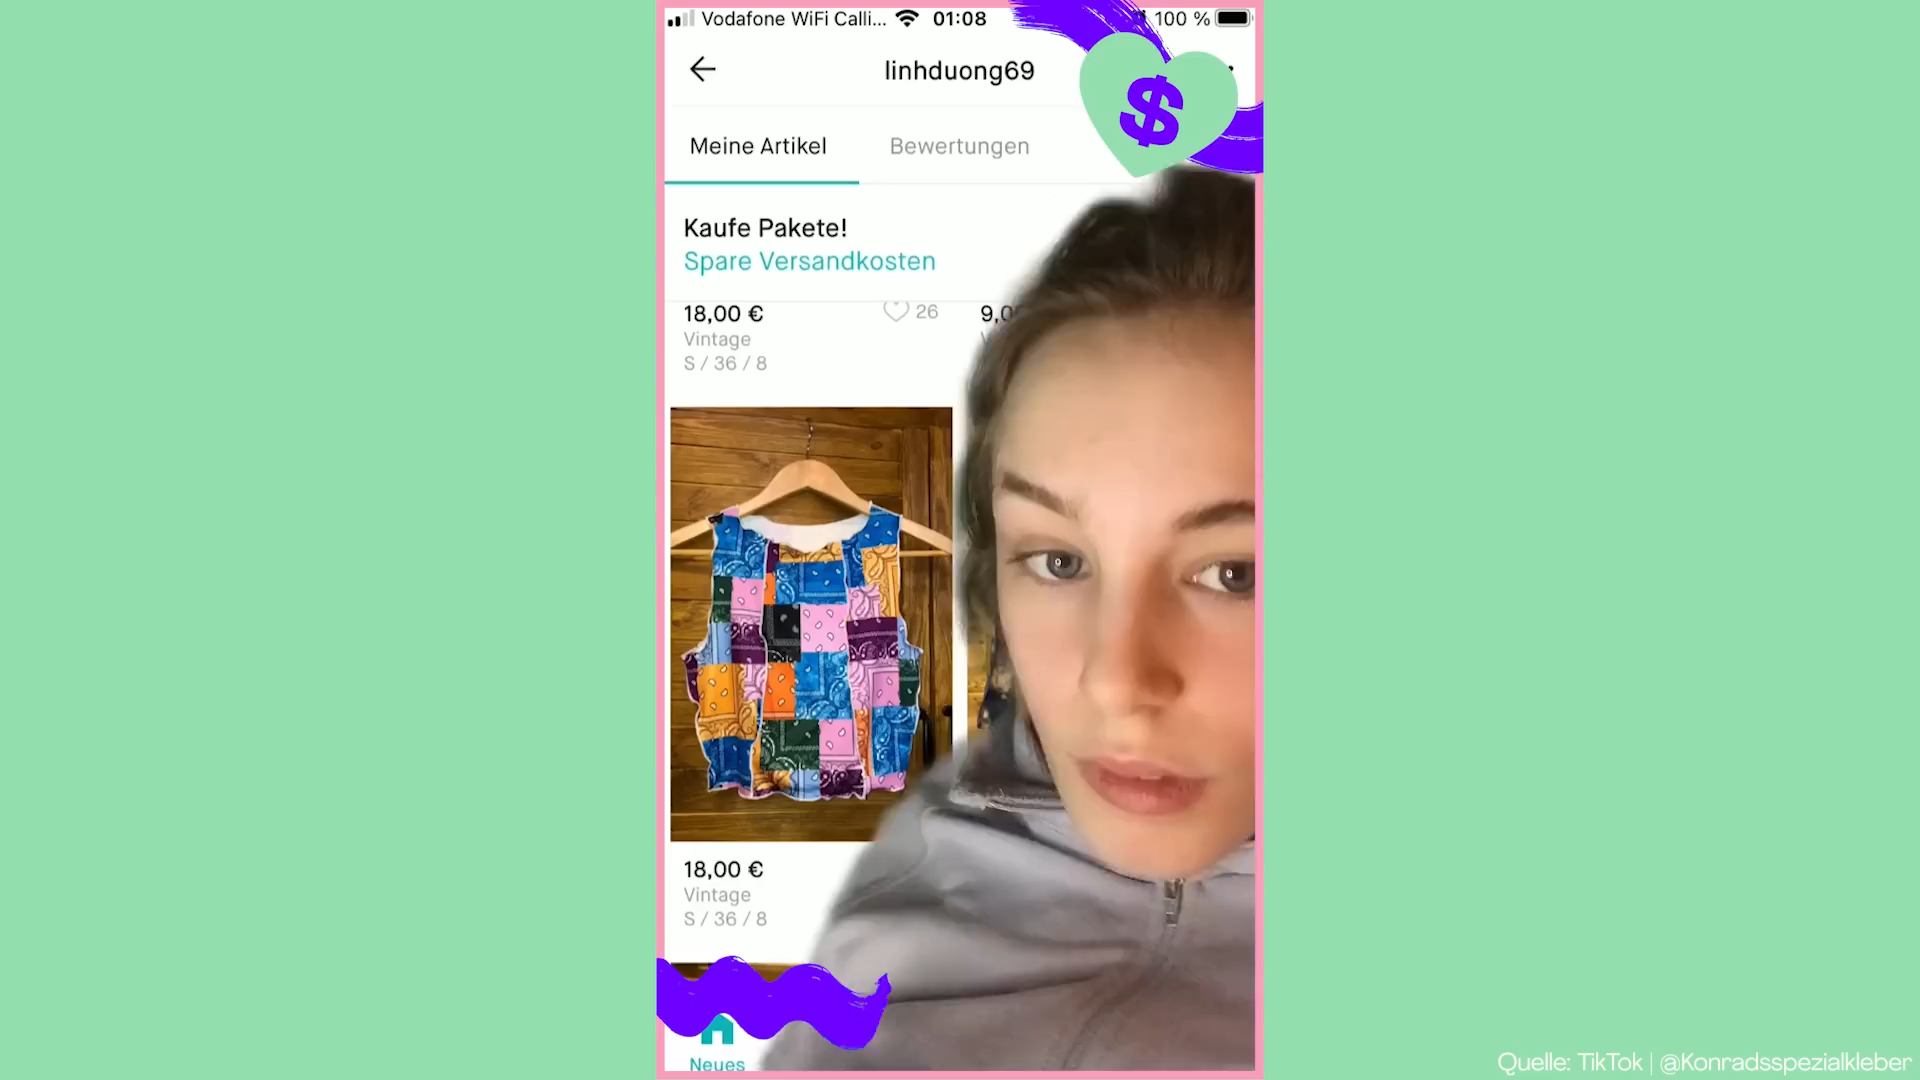 Vodafone WiFi Calli... 01:08 100 %
linhduong69
$
Meine Artikel Bewertungen
Kaufe Pakete!
Spare Versandkosten
18,00 € 26
Vintage
S / 36 / 8
18,00 €
Vintage
S / 36 / 8
Neues
Quelle: TikTok | @Konradsspezialkleber